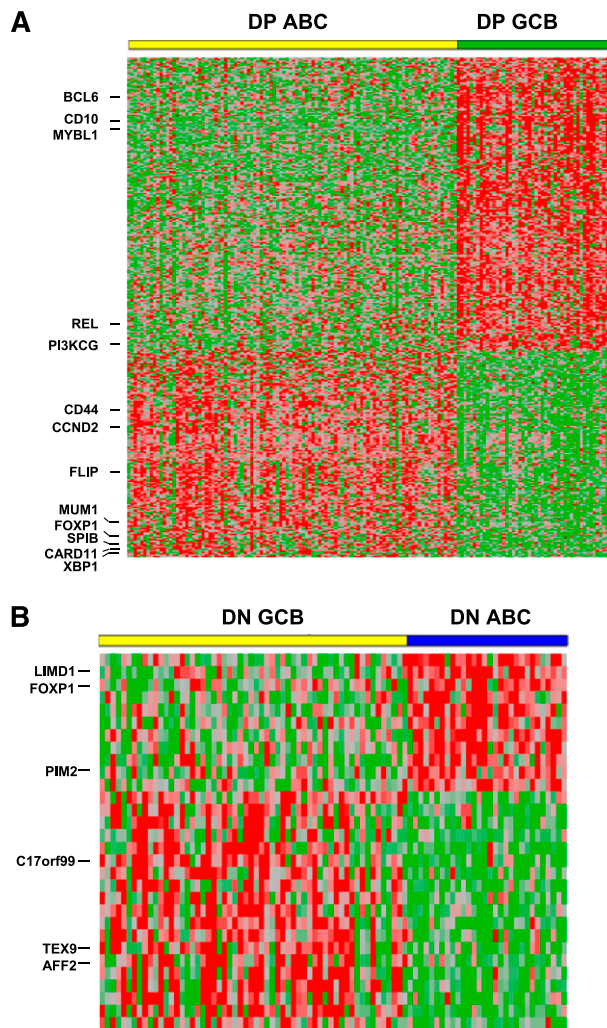 A
DP ABC DP GCB
BCL6
CD10
MYBL1
REL
PI3KCG
CD44
CCND2
FLIP
MUM1
FOXP1
SPIB
CARD11
XBP1
B
DN GCB DN ABC
LIMD1
FOXP1
PIM2
C17orf99
TEX9
AFF2